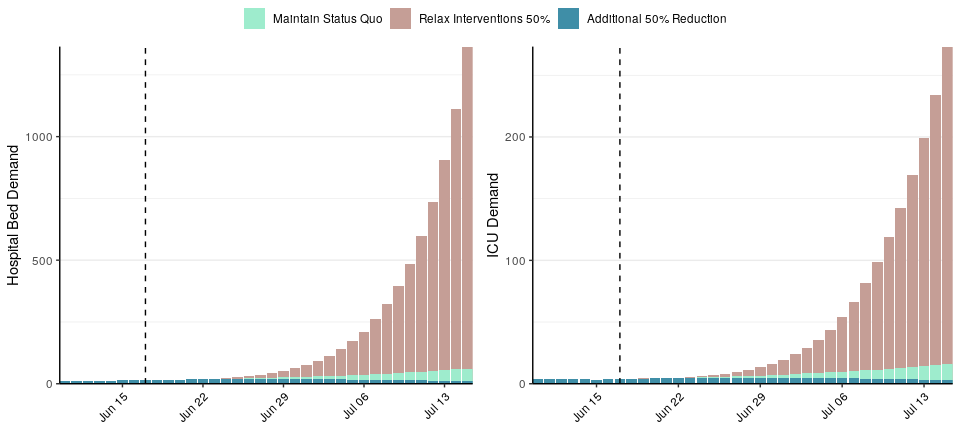 Maintain Status Quo Relax Interventions 50% Additional 50% Reduction
Hospital Bed Demand
1000
500
0
Jun 15 Jun 22 Jun 29 Jul 06 Jul 13
ICU Demand
200
100
0
Jun 15 Jun 22 Jun 29 Jul 06 Jul 13